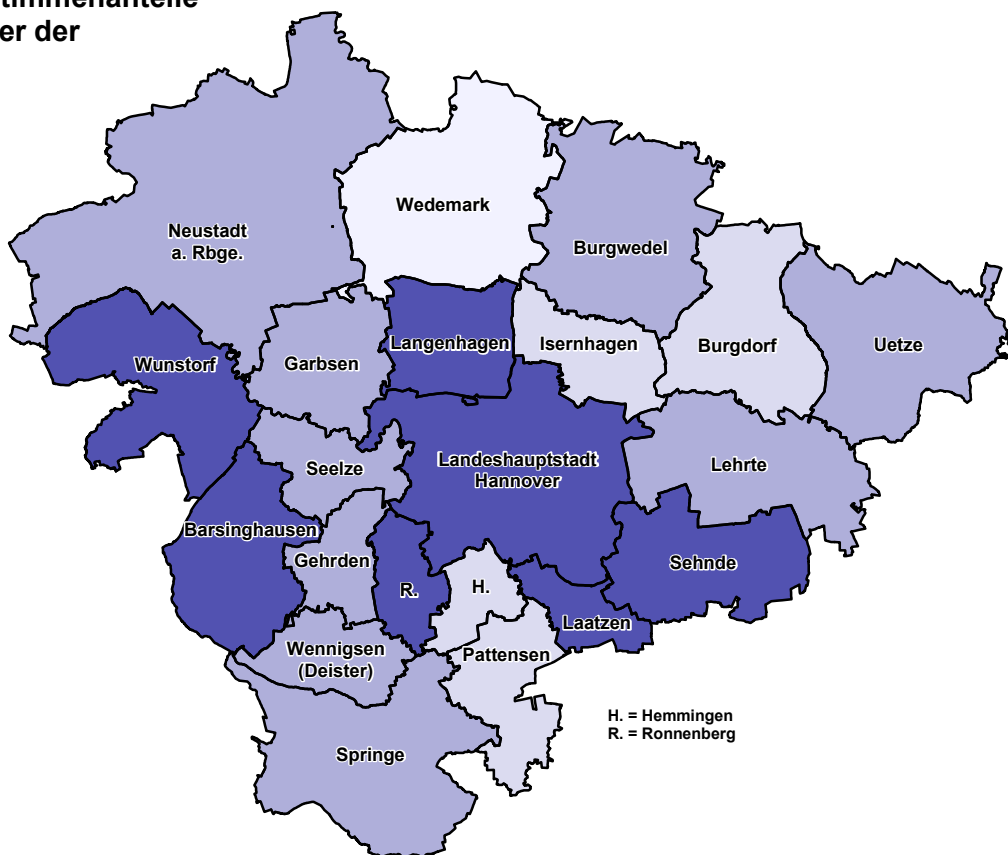 er der
Wedemark
Neustadt
a. Rbge.
Burgwedel
Langenhagen
Isernhagen
Burgdorf
Uetze
Wunstorf
Garbsen
Landeshauptstadt
Hannover
Seelze
Lehrte
Barsinghausen
Gehrden
R.
H.
Sehnde
Laatzen
Wennigsen
(Deister)
Pattensen
H. = Hemmingen
R. = Ronnenberg
Springe